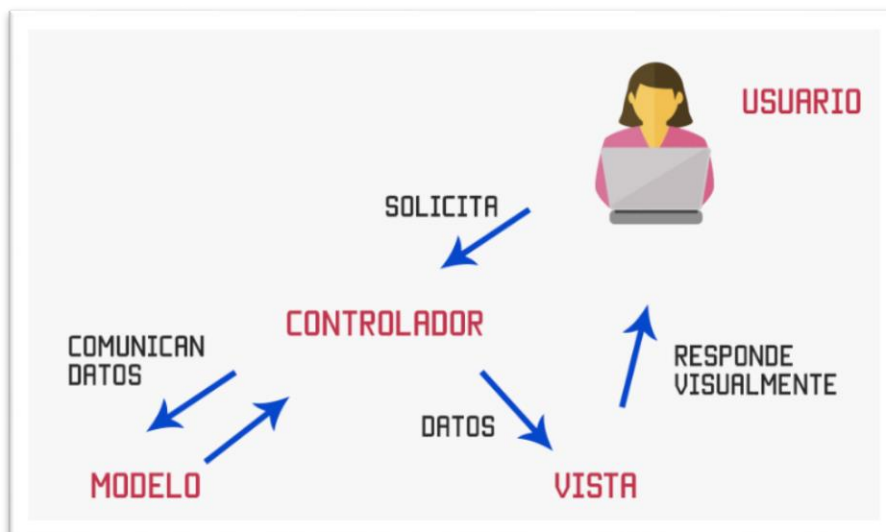 USUARIO
SOLICITA
CONTROLADOR
COMUNICAN
DATOS
RESPONDE
VISUALMENTE
DATOS
MODELO
VISTA